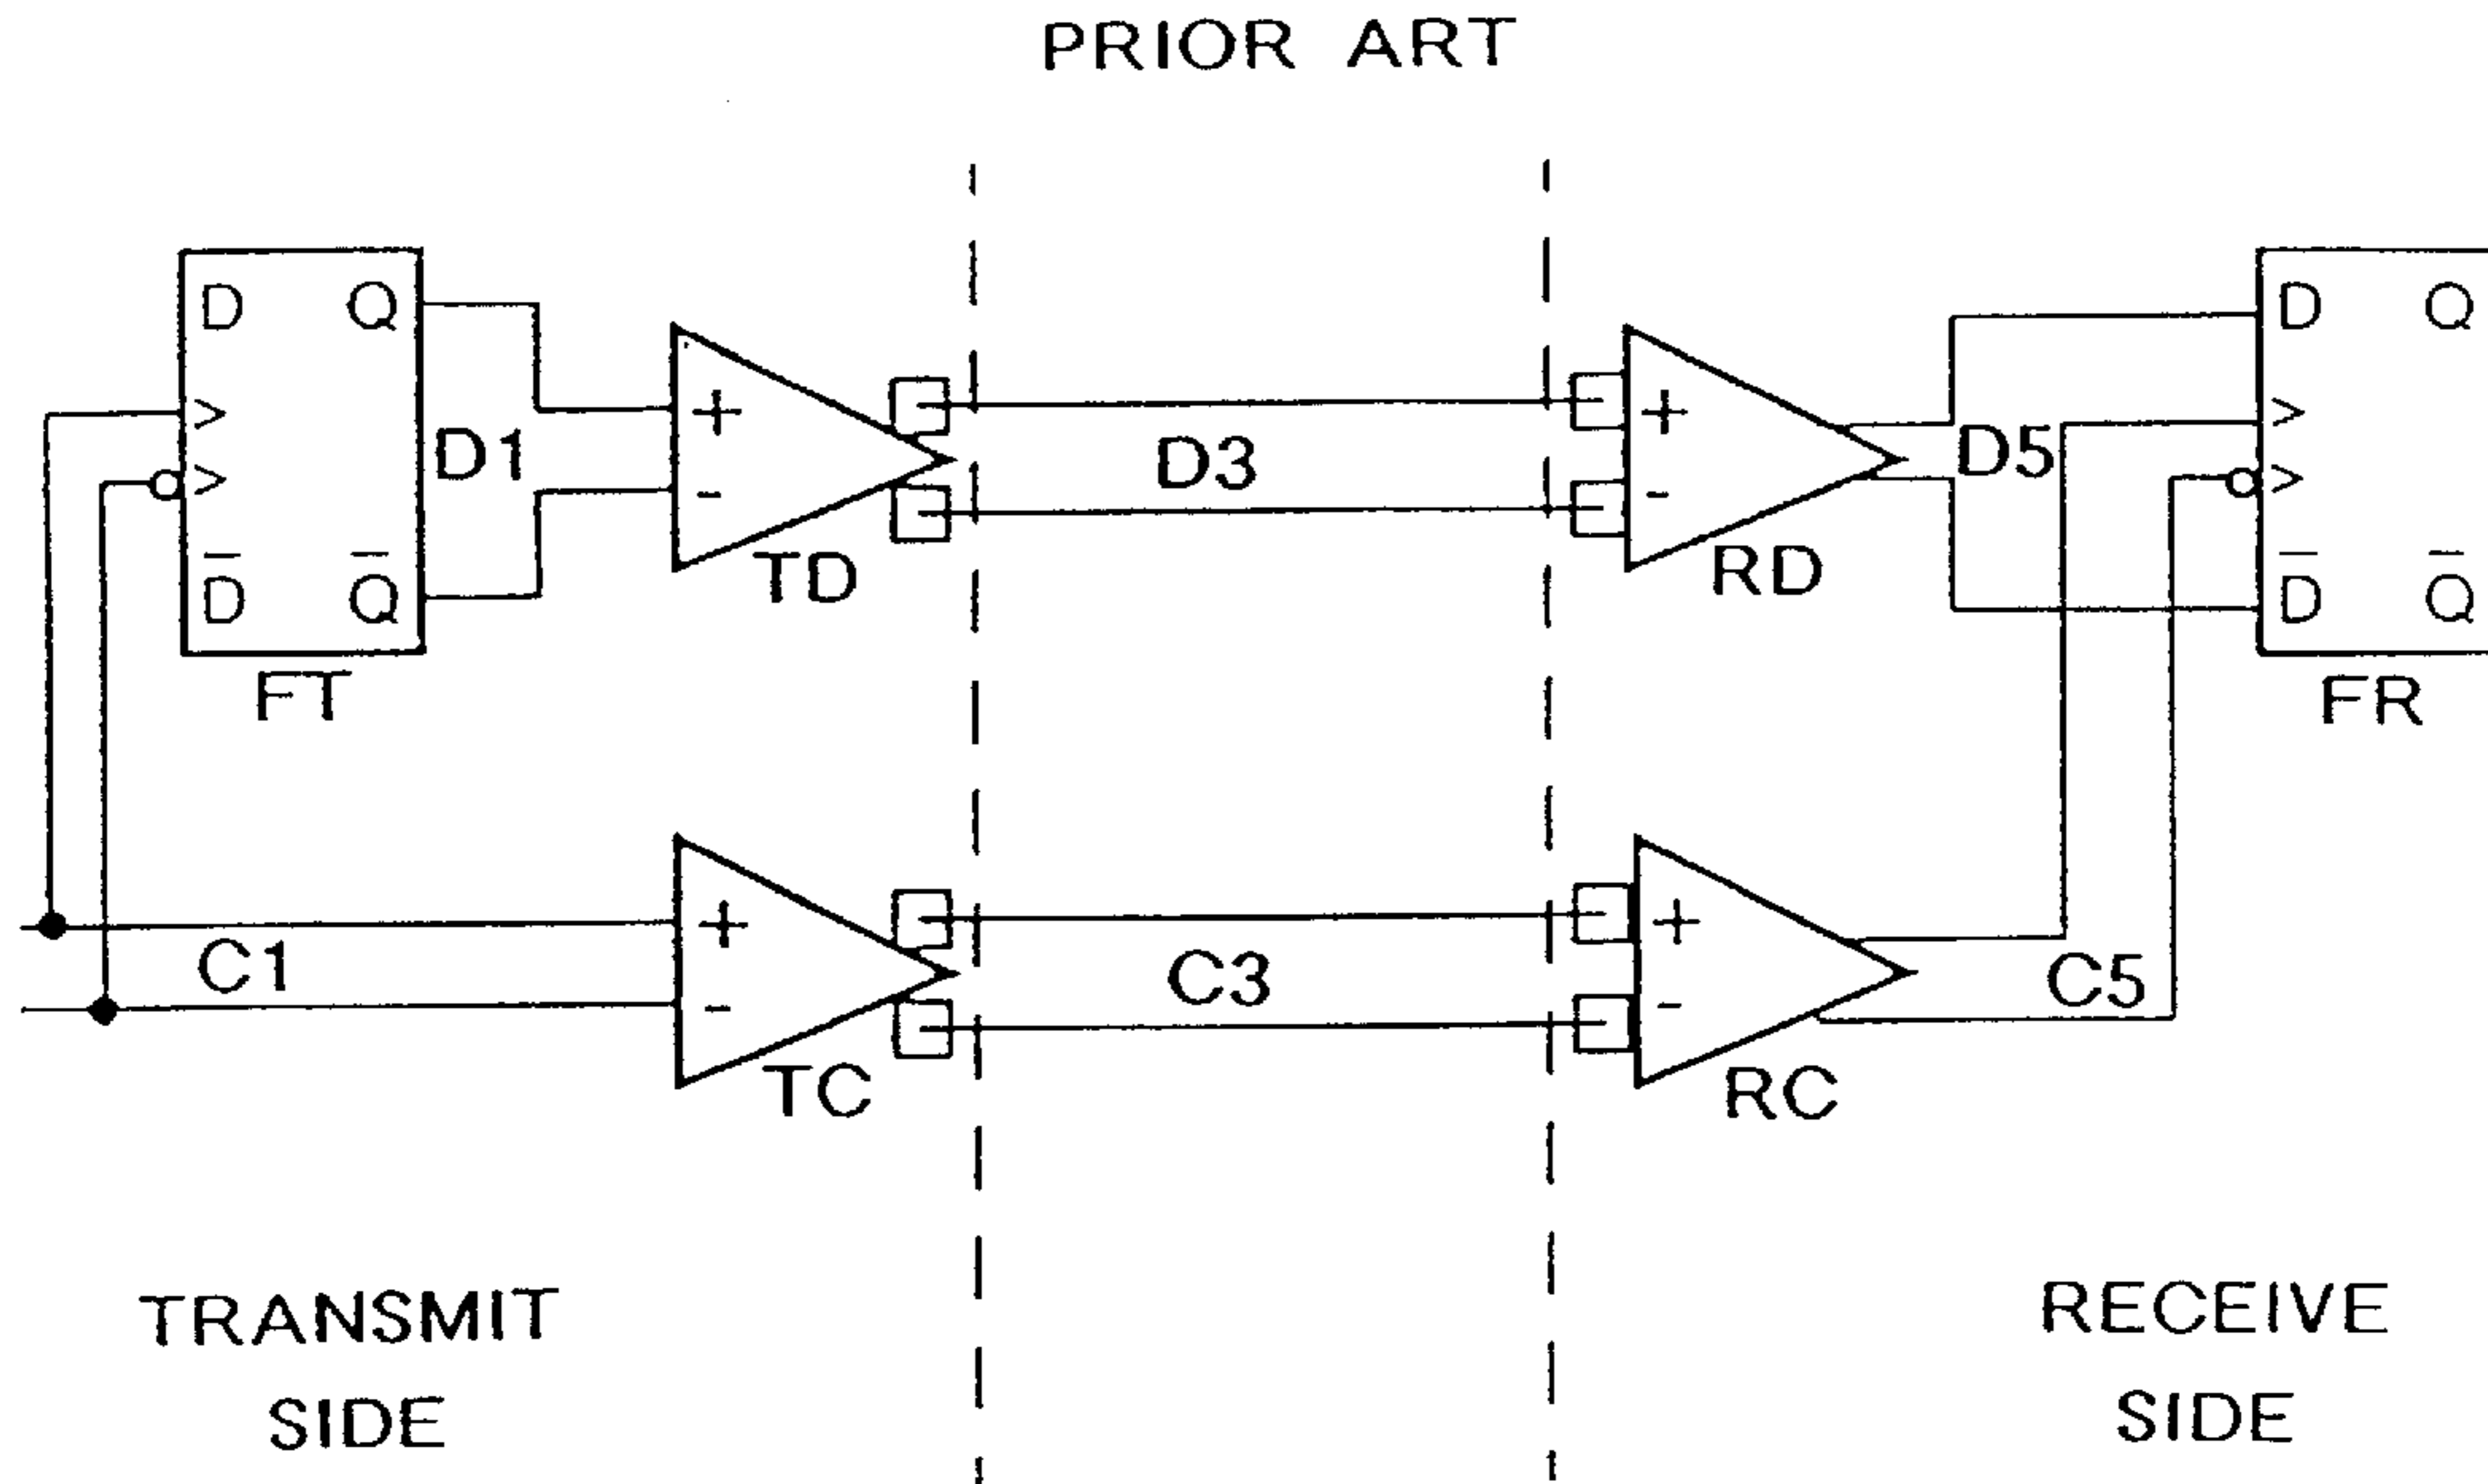 PRIOR ART
D Q
>
D1
>
D̅ Q̅
FT
+
-
TD
D3
+
-
RD
D5
D Q
>
>
D̅ Q̅
FR
C1
+
-
TC
C3
+
-
RC
C5
TRANSMIT
SIDE
RECEIVE
SIDE